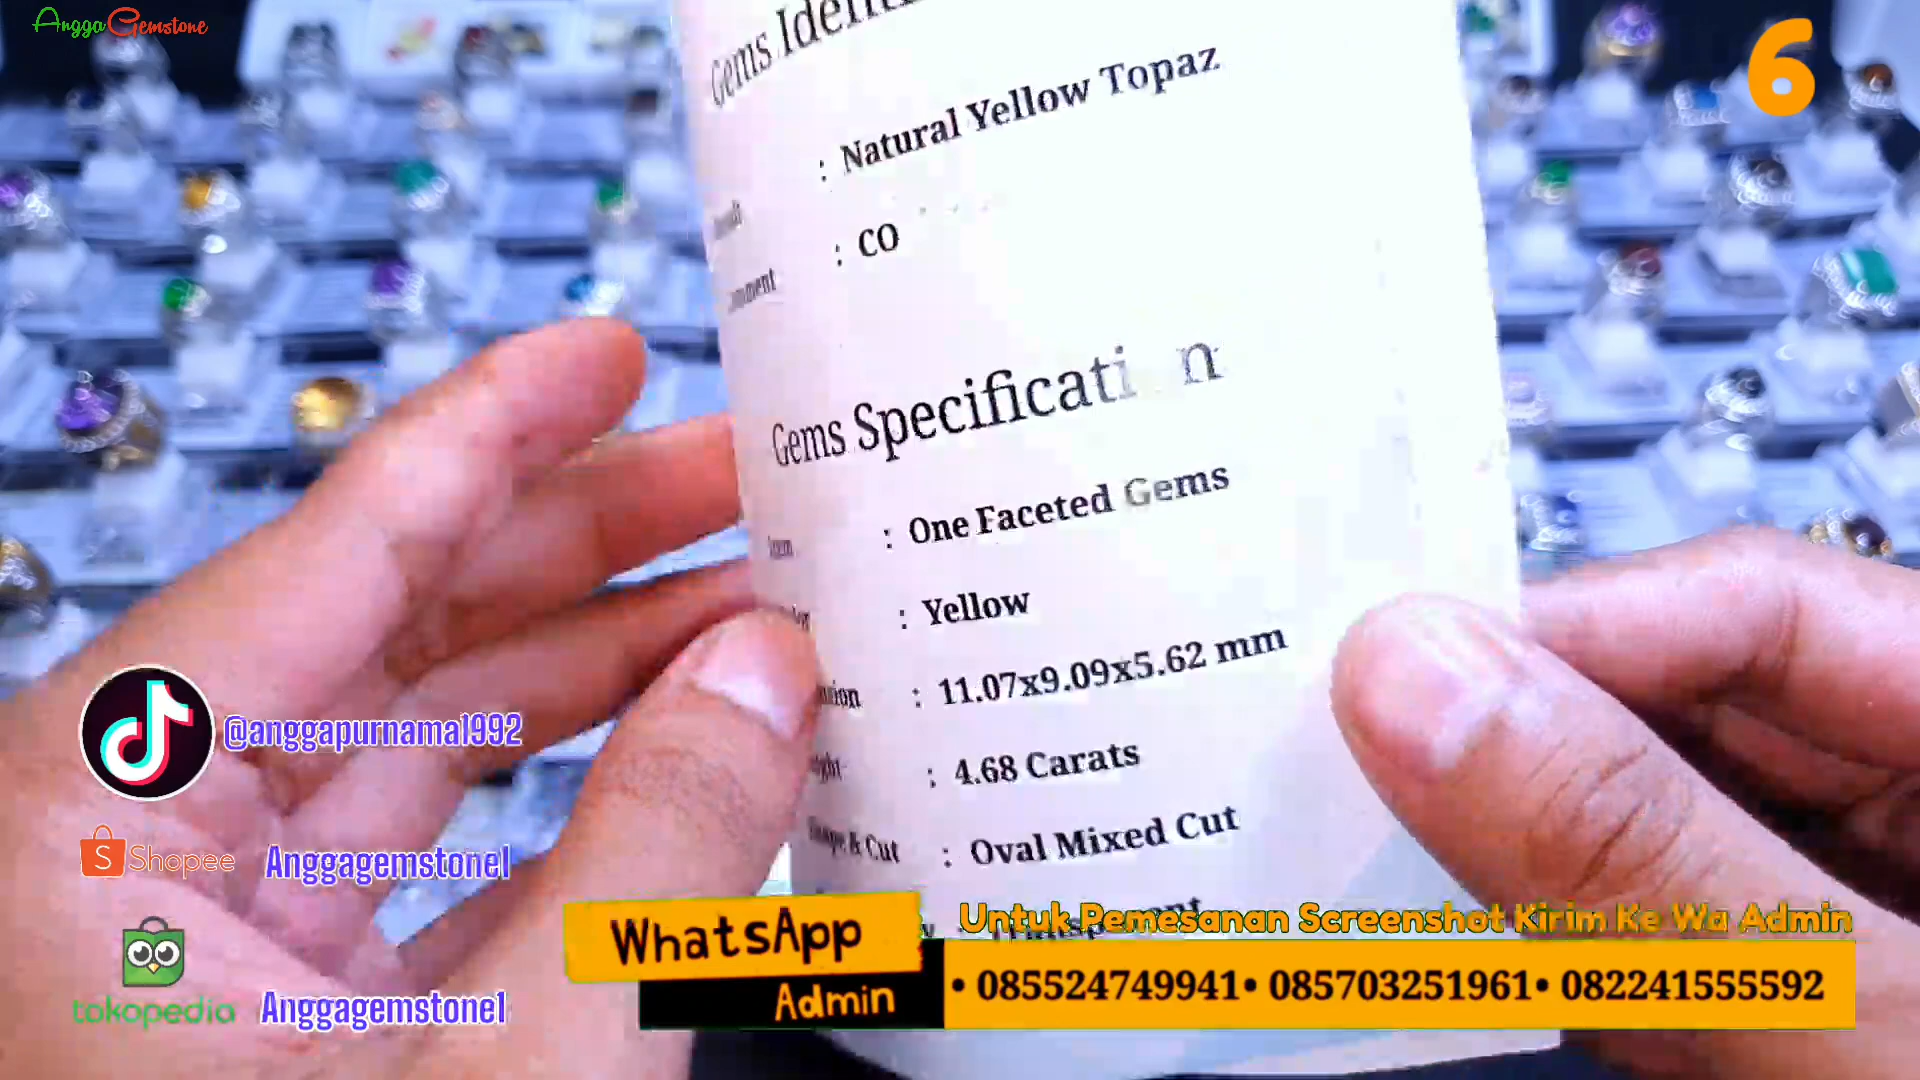 Angga Gemstone
6
Gems
: Natural Yellow Topaz
: CO
Gems Specificati n
: One Faceted Gems
: Yellow
: 11.07x9.09x5.62 mm
: 4.68 Carats
& Cut : Oval Mixed Cut
@anggapurnama1992
Shopee Anggagemstone1
tokopedia Anggagemstone1
WhatsApp
Admin
Untuk Pemesanan Screenshot Kirim Ke Wa Admin
• 085524749941• 085703251961• 082241555592